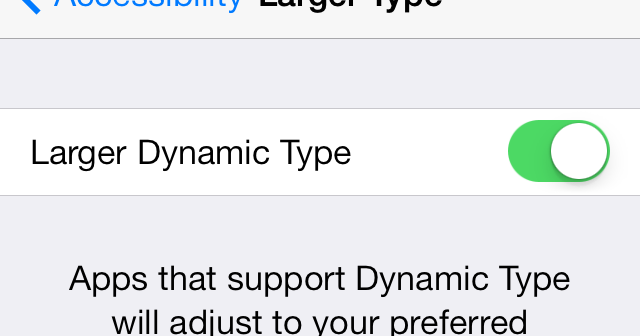 Accessibility Larger Type
Larger Dynamic Type
Apps that support Dynamic Type
will adjust to your preferred